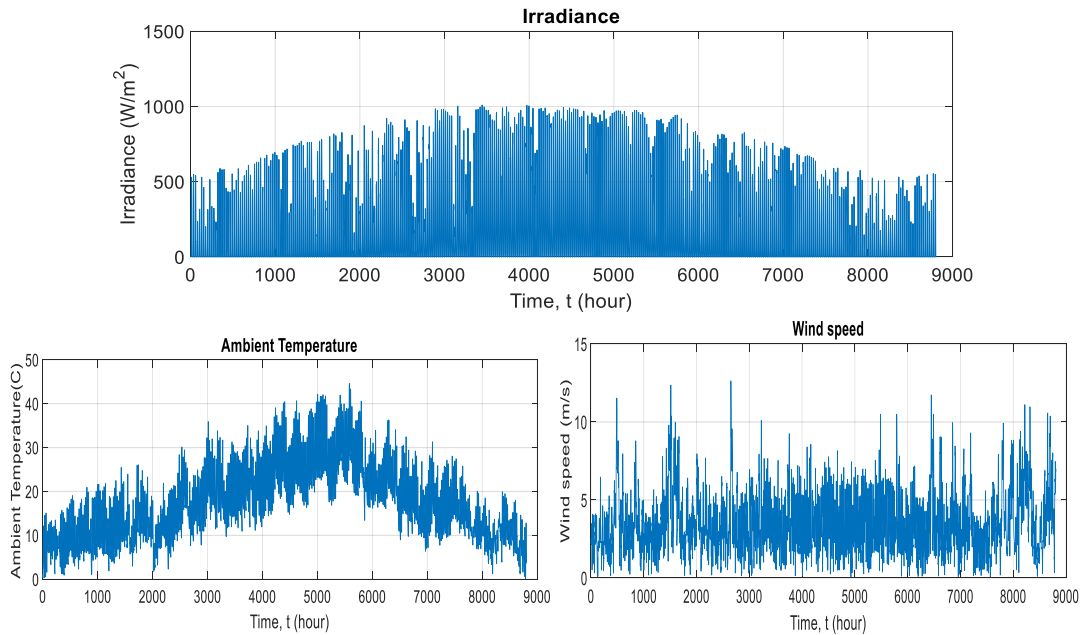 Irradiance
1500
1000
500
0
Irradiance (W/m²)
0 1000 2000 3000 4000 5000 6000 7000 8000 9000
Time, t (hour)
Ambient Temperature
50
40
30
20
10
0
Ambient Temperature(C)
0 1000 2000 3000 4000 5000 6000 7000 8000 9000
Time, t (hour)
Wind speed
15
10
5
0
Wind speed (m/s)
0 1000 2000 3000 4000 5000 6000 7000 8000 9000
Time, t (hour)